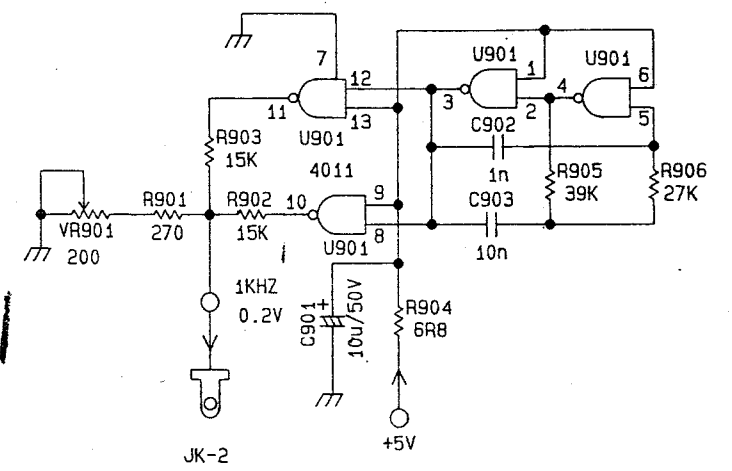 7
12
U901
1
U901
6
11
3
4
13
2
5
R903
15K
U901
4011
C902
1n
R905
39K
R906
27K
R901
270
R902
15K
10
9
8
C903
10n
VR901
200
U901
1KHZ
0.2V
C901
+
10u/50V
R904
6R8
+5V
JK-2